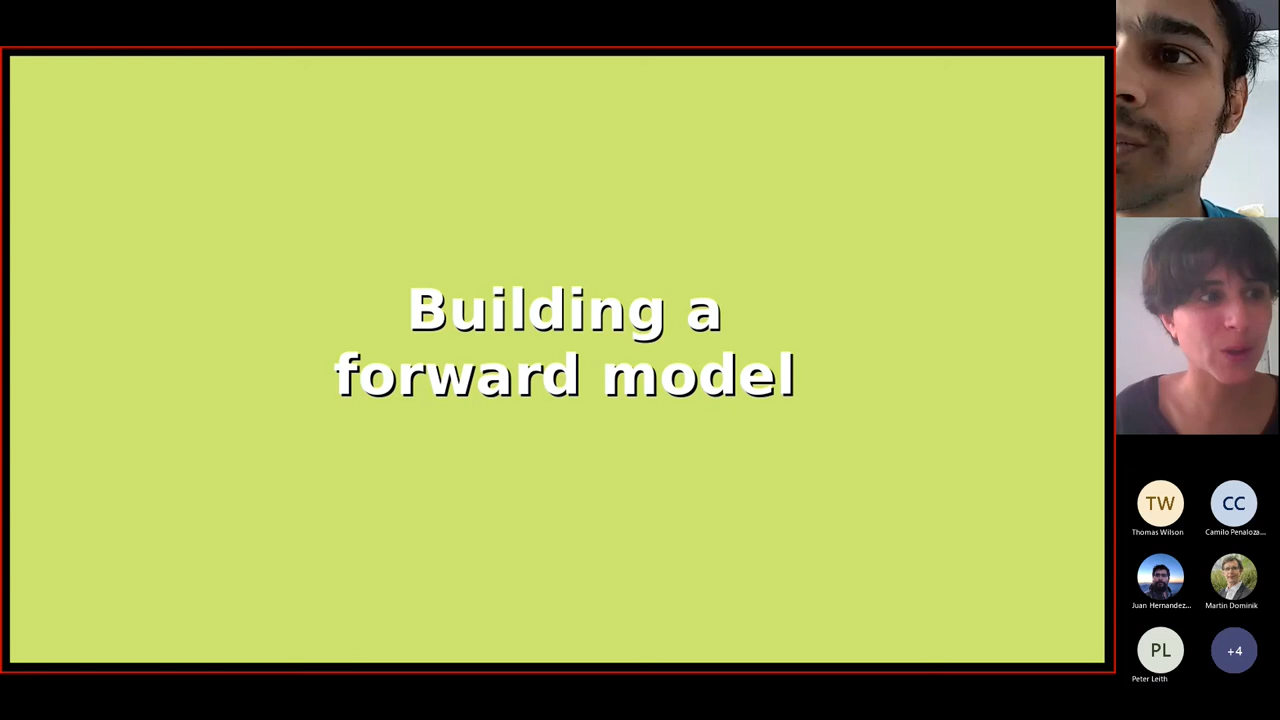 Building a
forward model
TW
CC
Thomas Wilson
Camilo Penaloza...
Juan Hernandez...
Martin Dominik
PL
+4
Peter Leith